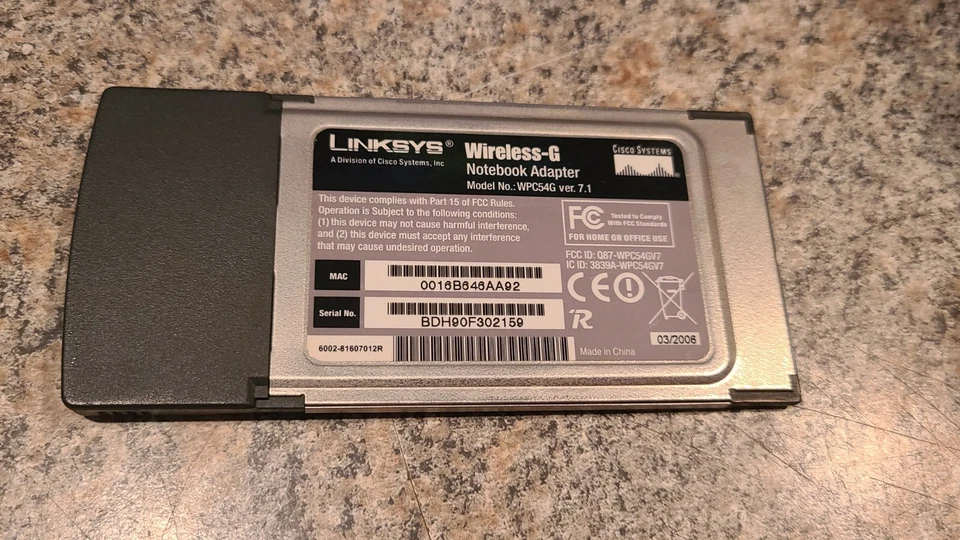 LINKSYS®
A Division of Cisco Systems, Inc
Wireless-G
Notebook Adapter
Model No.: WPC54G ver. 7.1
CISCO SYSTEMS
®
This device complies with Part 15 of FCC Rules.
Operation is Subject to the following conditions:
(1) this device may not cause harmful interference,
and (2) this device must accept any interference
that may cause undesired operation.
FC Tested to Comply
With FCC Standards
FOR HOME OR OFFICE USE
FCC ID: Q87-WPC54GV7
IC ID: 3839A-WPC54GV7
MAC
0016B646AA92
CE
Serial No.
BDH90F302159
R
6002-81607012R
Made in China
03/2006